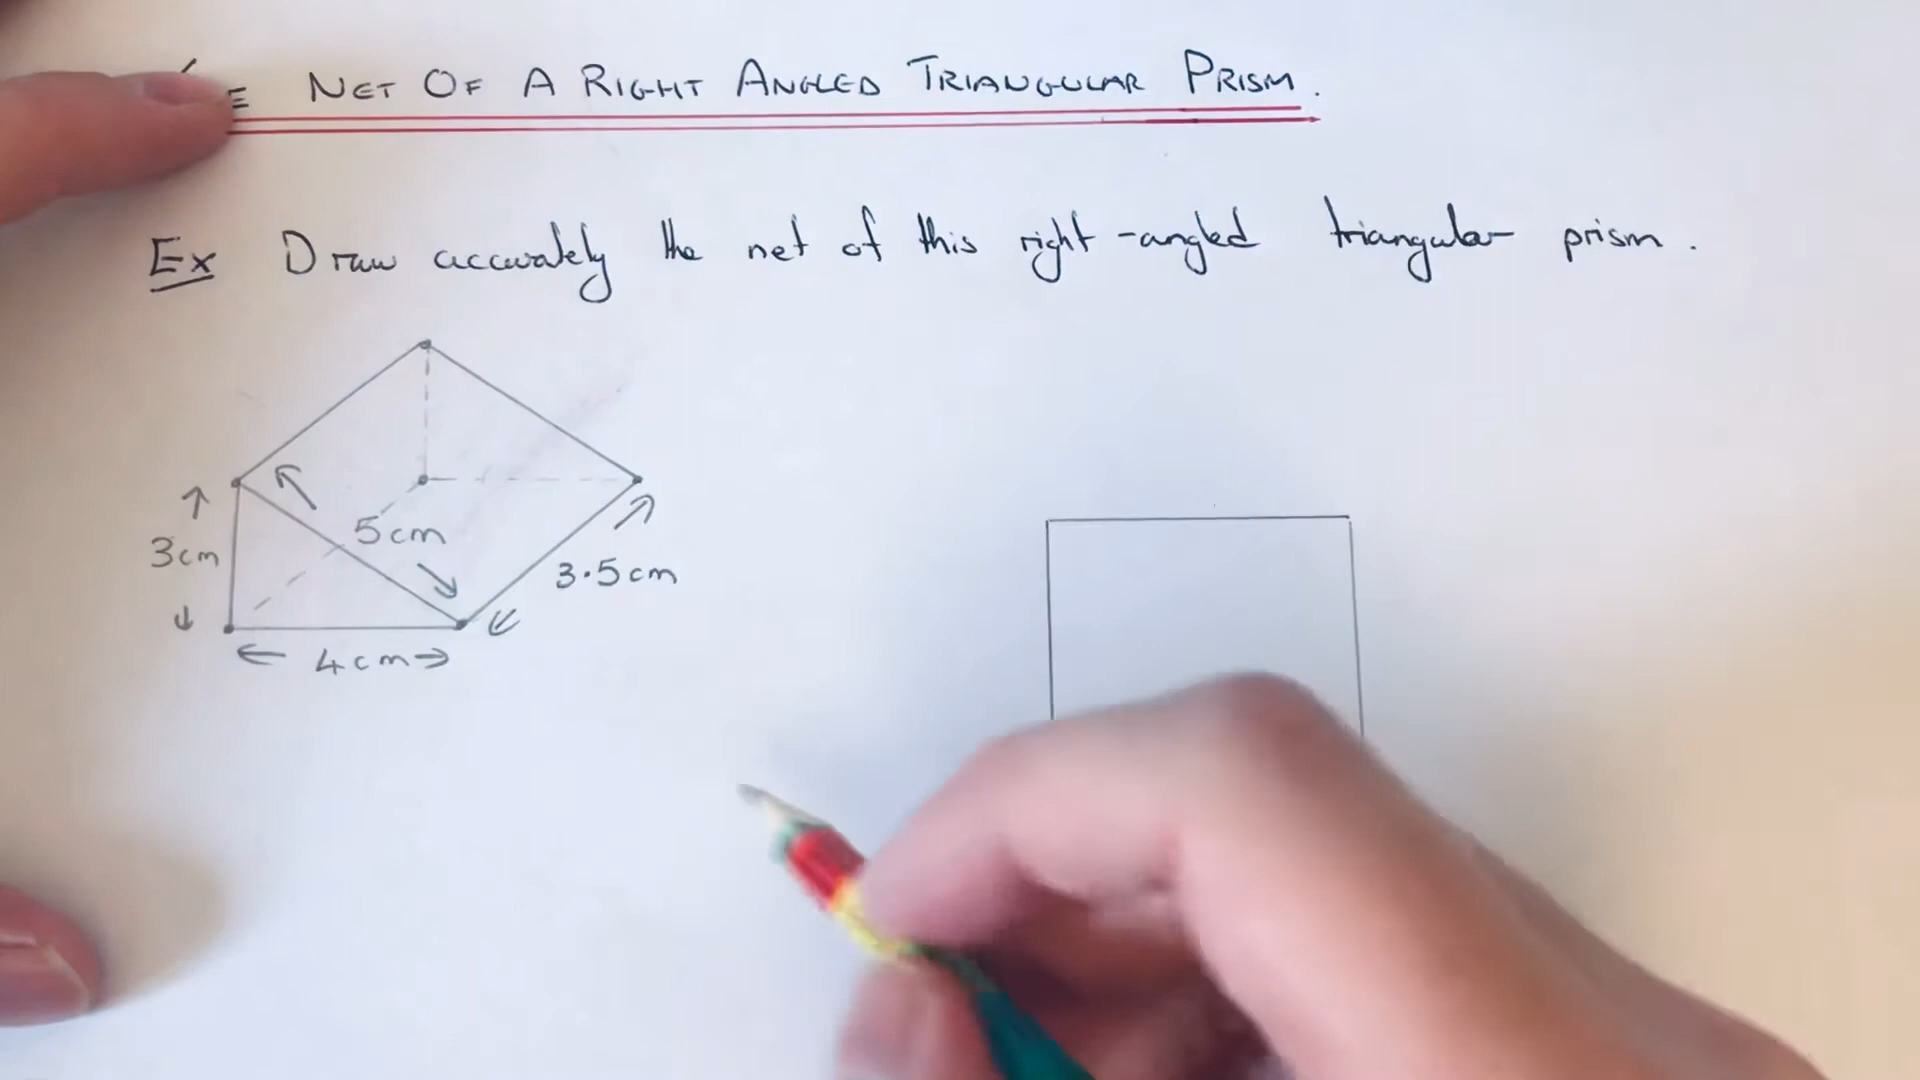 NET OF A RIGHT ANGLED TRIANGULAR PRISM.
Ex Draw accurately the net of this right-angled triangular prism.
5cm
3cm
3.5cm
4cm